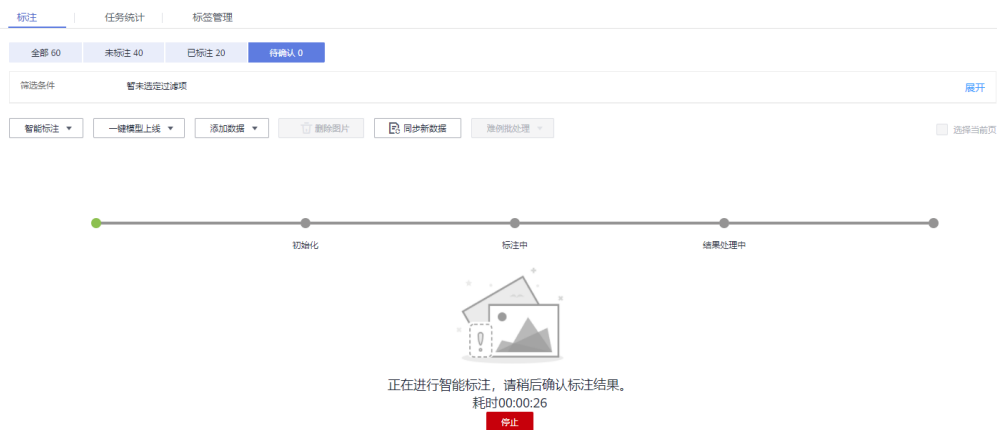 标注 任务统计 标签管理
全部 60 未标注 40 已标注 20 待确认 0
筛选条件 暂未选定过滤项 展开
智能标注 一键模型上线 添加数据 删除图片 同步新数据 难例批处理 选择当前页
初始化 标注中 结果处理中
正在进行智能标注，请稍后确认标注结果。
耗时00:00:26
停止